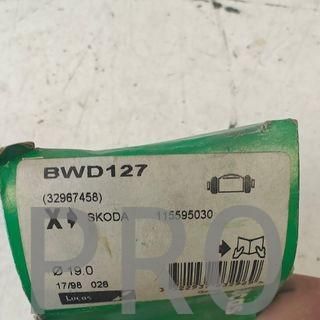 BWD127
(32967458)
SKODA 115595030
Ø 19.0
17/98 026
Lucas
PRO